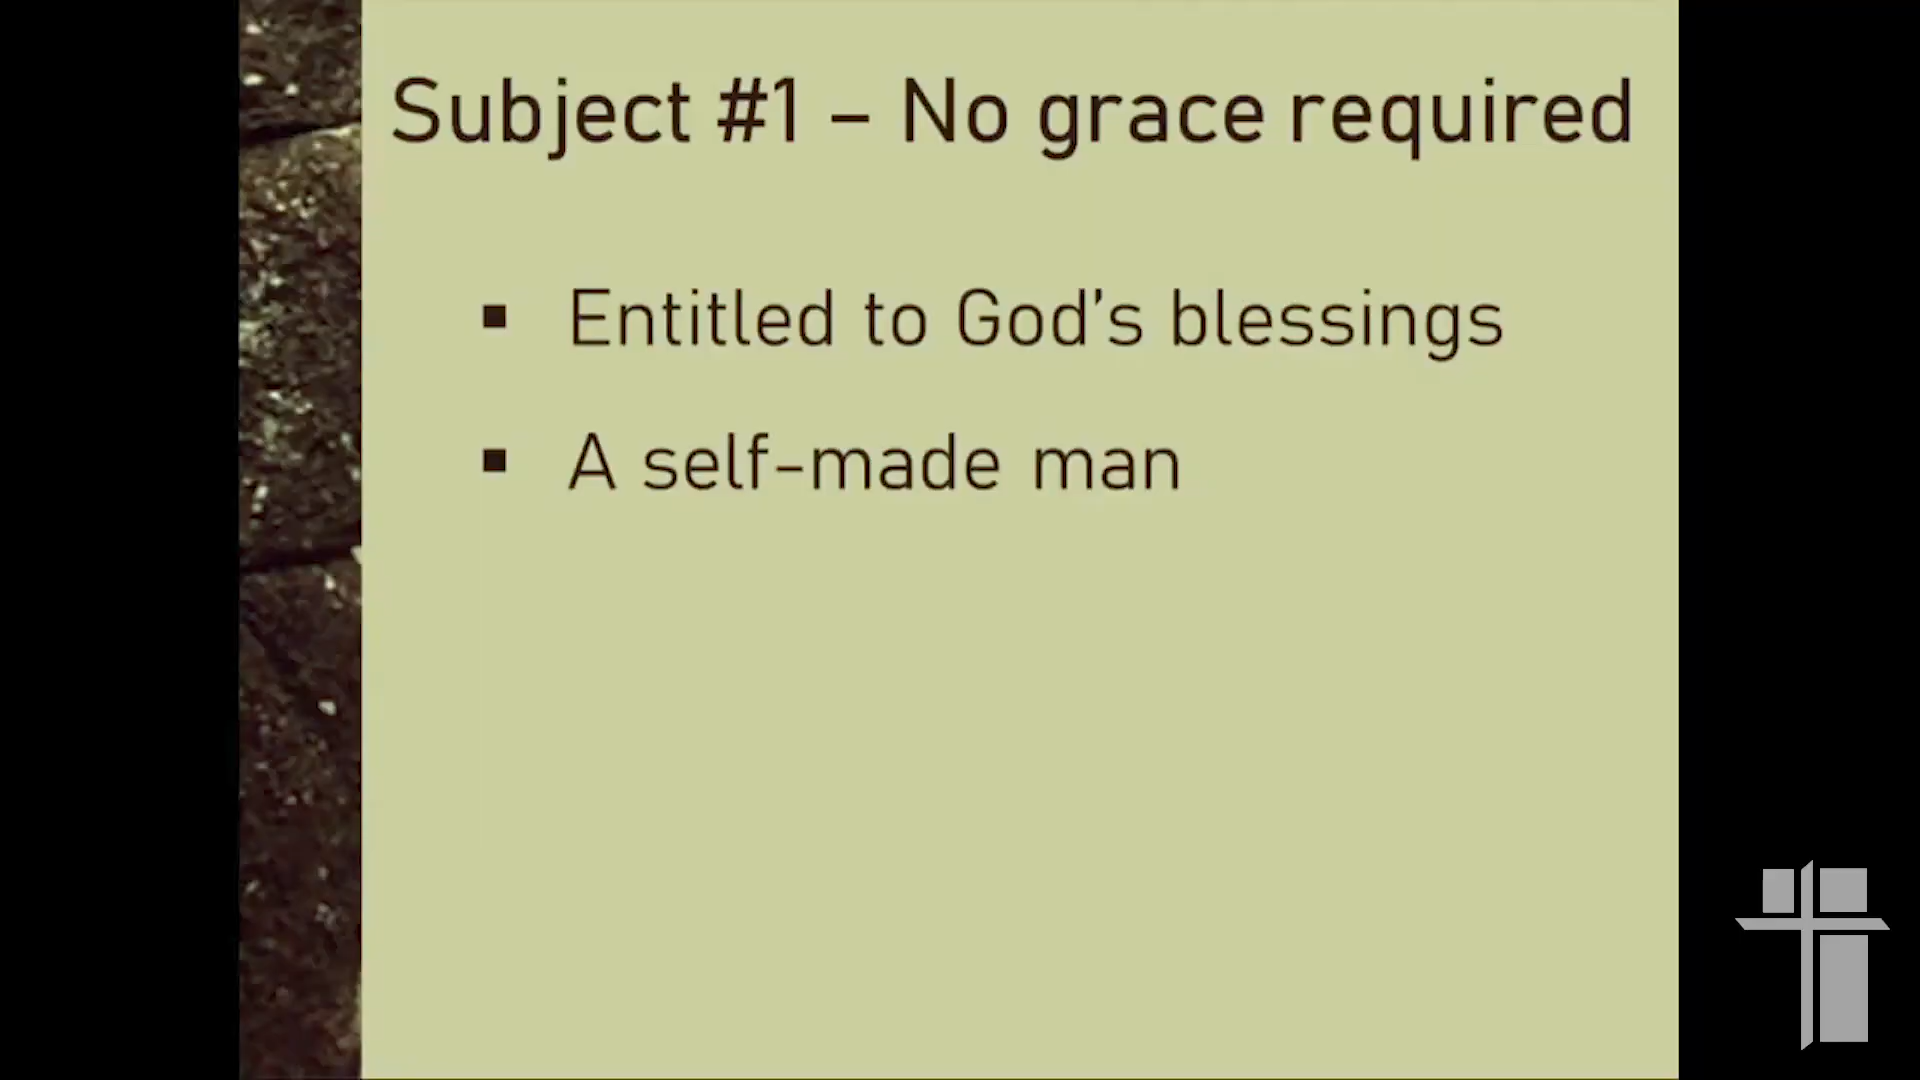 Subject #1 – No grace required
▪ Entitled to God’s blessings
▪ A self-made man